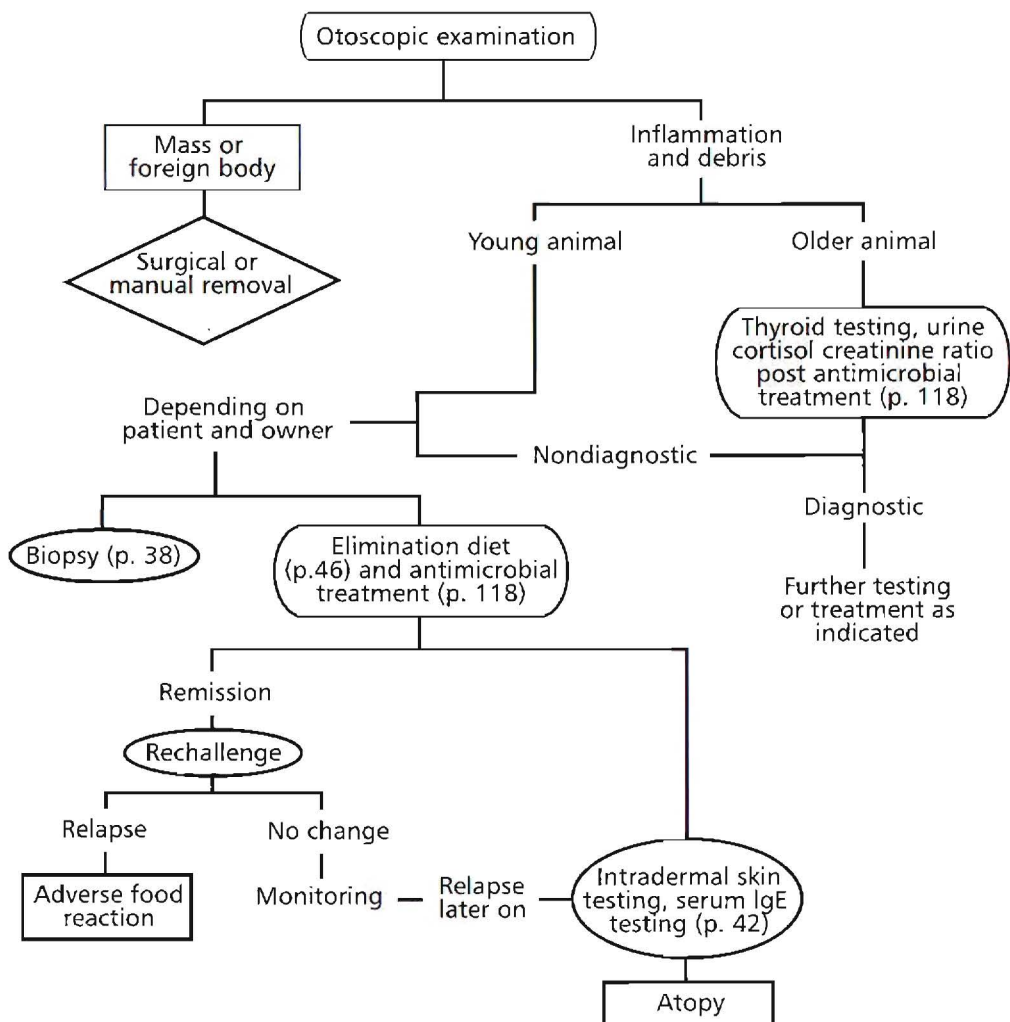 Otoscopic examination
Mass or
foreign body
Inflammation
and debris
Surgical or
manual removal
Young animal
Older animal
Thyroid testing, urine
cortisol creatinine ratio
post antimicrobial
treatment (p. 118)
Depending on
patient and owner
Nondiagnostic
Diagnostic
Biopsy (p. 38)
Elimination diet
(p.46) and antimicrobial
treatment (p. 118)
Further testing
or treatment as
indicated
Remission
Rechallenge
Relapse
No change
Adverse food
reaction
Monitoring
Relapse
later on
Intradermal skin
testing, serum IgE
testing (p. 42)
Atopy